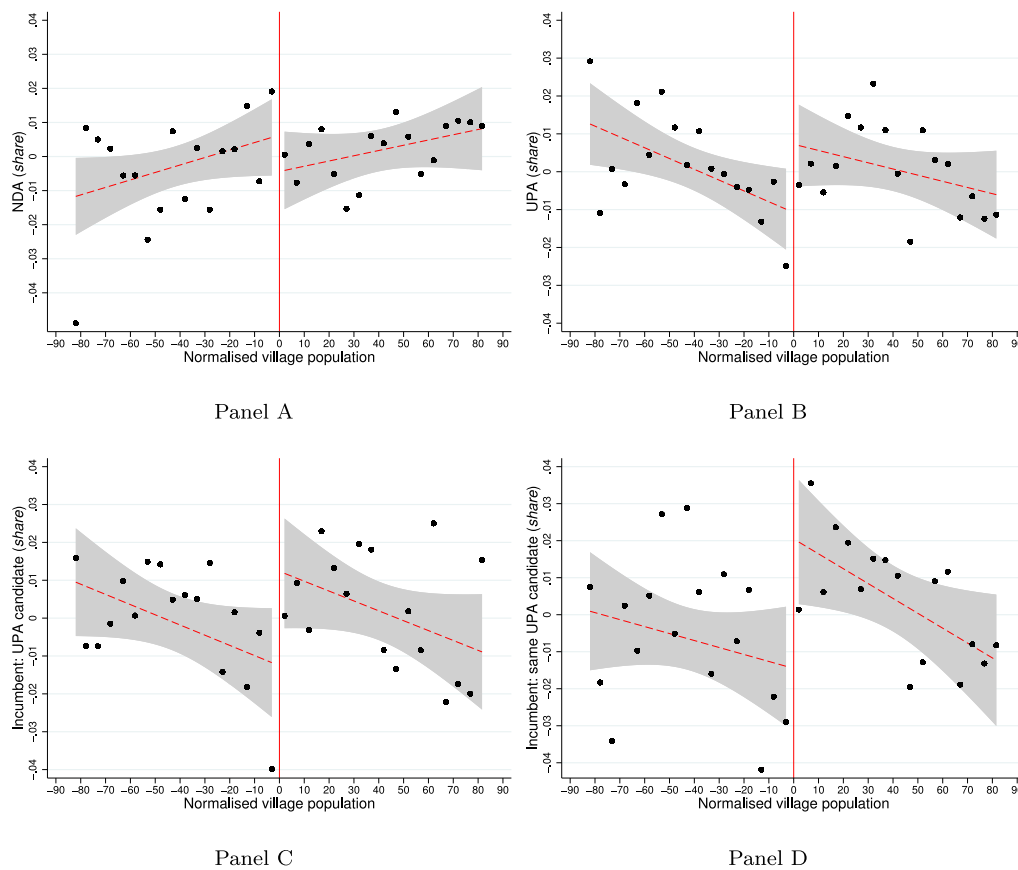 NDA (share)
.04
.03
.02
.01
0
-.01
-.02
-.03
-.04
-90 -80 -70 -60 -50 -40 -30 -20 -10 0 10 20 30 40 50 60 70 80 90
Normalised village population
Panel A
UPA (share)
.04
.03
.02
.01
0
-.01
-.02
-.03
-.04
-90 -80 -70 -60 -50 -40 -30 -20 -10 0 10 20 30 40 50 60 70 80 90
Normalised village population
Panel B
Incumbent: UPA candidate (share)
.04
.03
.02
.01
0
-.01
-.02
-.03
-.04
-90 -80 -70 -60 -50 -40 -30 -20 -10 0 10 20 30 40 50 60 70 80 90
Normalised village population
Panel C
Incumbent: same UPA candidate (share)
.04
.03
.02
.01
0
-.01
-.02
-.03
-.04
-90 -80 -70 -60 -50 -40 -30 -20 -10 0 10 20 30 40 50 60 70 80 90
Normalised village population
Panel D